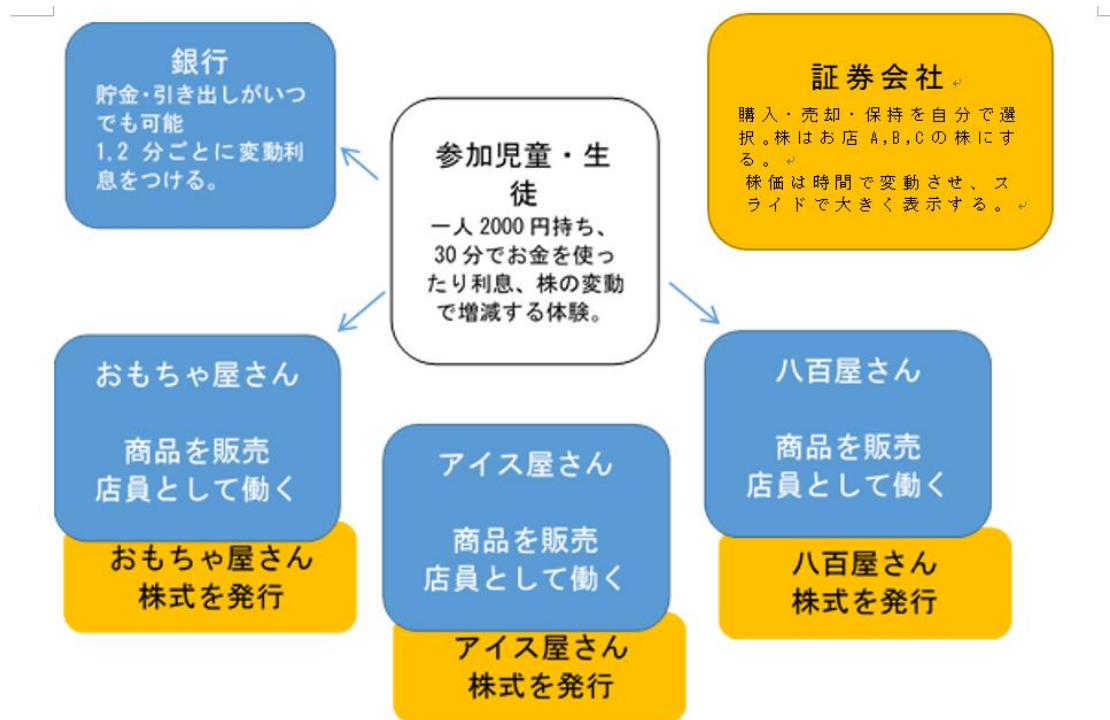 銀行
貯金・引き出しがいつ
でも可能
1,2 分ごとに変動利
息をつける。
証券会社
購入・売却・保持を自分で選
択。株はお店 A,B,Cの株にす
る。
株価は時間で変動させ、ス
ライドで大きく表示する。
参加児童・生
徒
一人 2000 円持ち、
30 分でお金を使っ
たり利息、株の変動
で増減する体験。
おもちゃ屋さん
商品を販売
店員として働く
おもちゃ屋さん
株式を発行
アイス屋さん
商品を販売
店員として働く
アイス屋さん
株式を発行
八百屋さん
商品を販売
店員として働く
八百屋さん
株式を発行